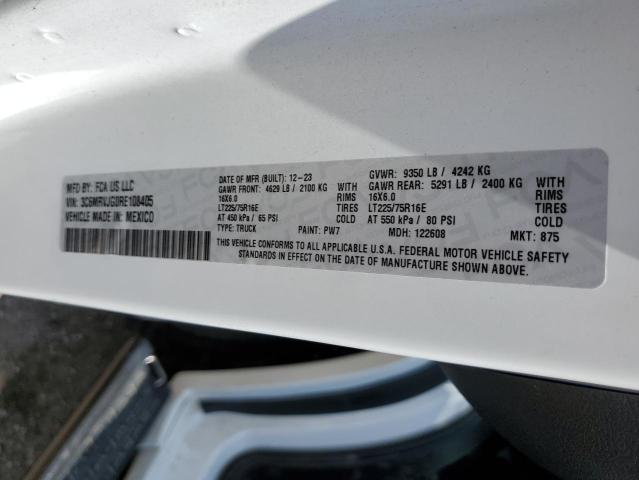 MFD. BY: FCA US LLC
VIN: 3C6MRVJG0RE108405
VEHICLE MADE IN: MEXICO
DATE OF MFR (BUILT): 12-23 GVWR: 9350 LB / 4242 KG
GAWR FRONT: 4629 LB / 2100 KG GAWR REAR: 5291 LB / 2400 KG
16X6.0 RIMS 16X6.0 RIMS
LT225/75R16E TIRES LT225/75R16E TIRES
AT 450 kPa / 65 PSI COLD AT 550 kPa / 80 PSI COLD
TYPE: TRUCK PAINT: PW7 MDH: 122608 MKT: 875
THIS VEHICLE CONFORMS TO ALL APPLICABLE U.S.A. FEDERAL MOTOR VEHICLE SAFETY
STANDARDS IN EFFECT ON THE DATE OF MANUFACTURE SHOWN ABOVE.